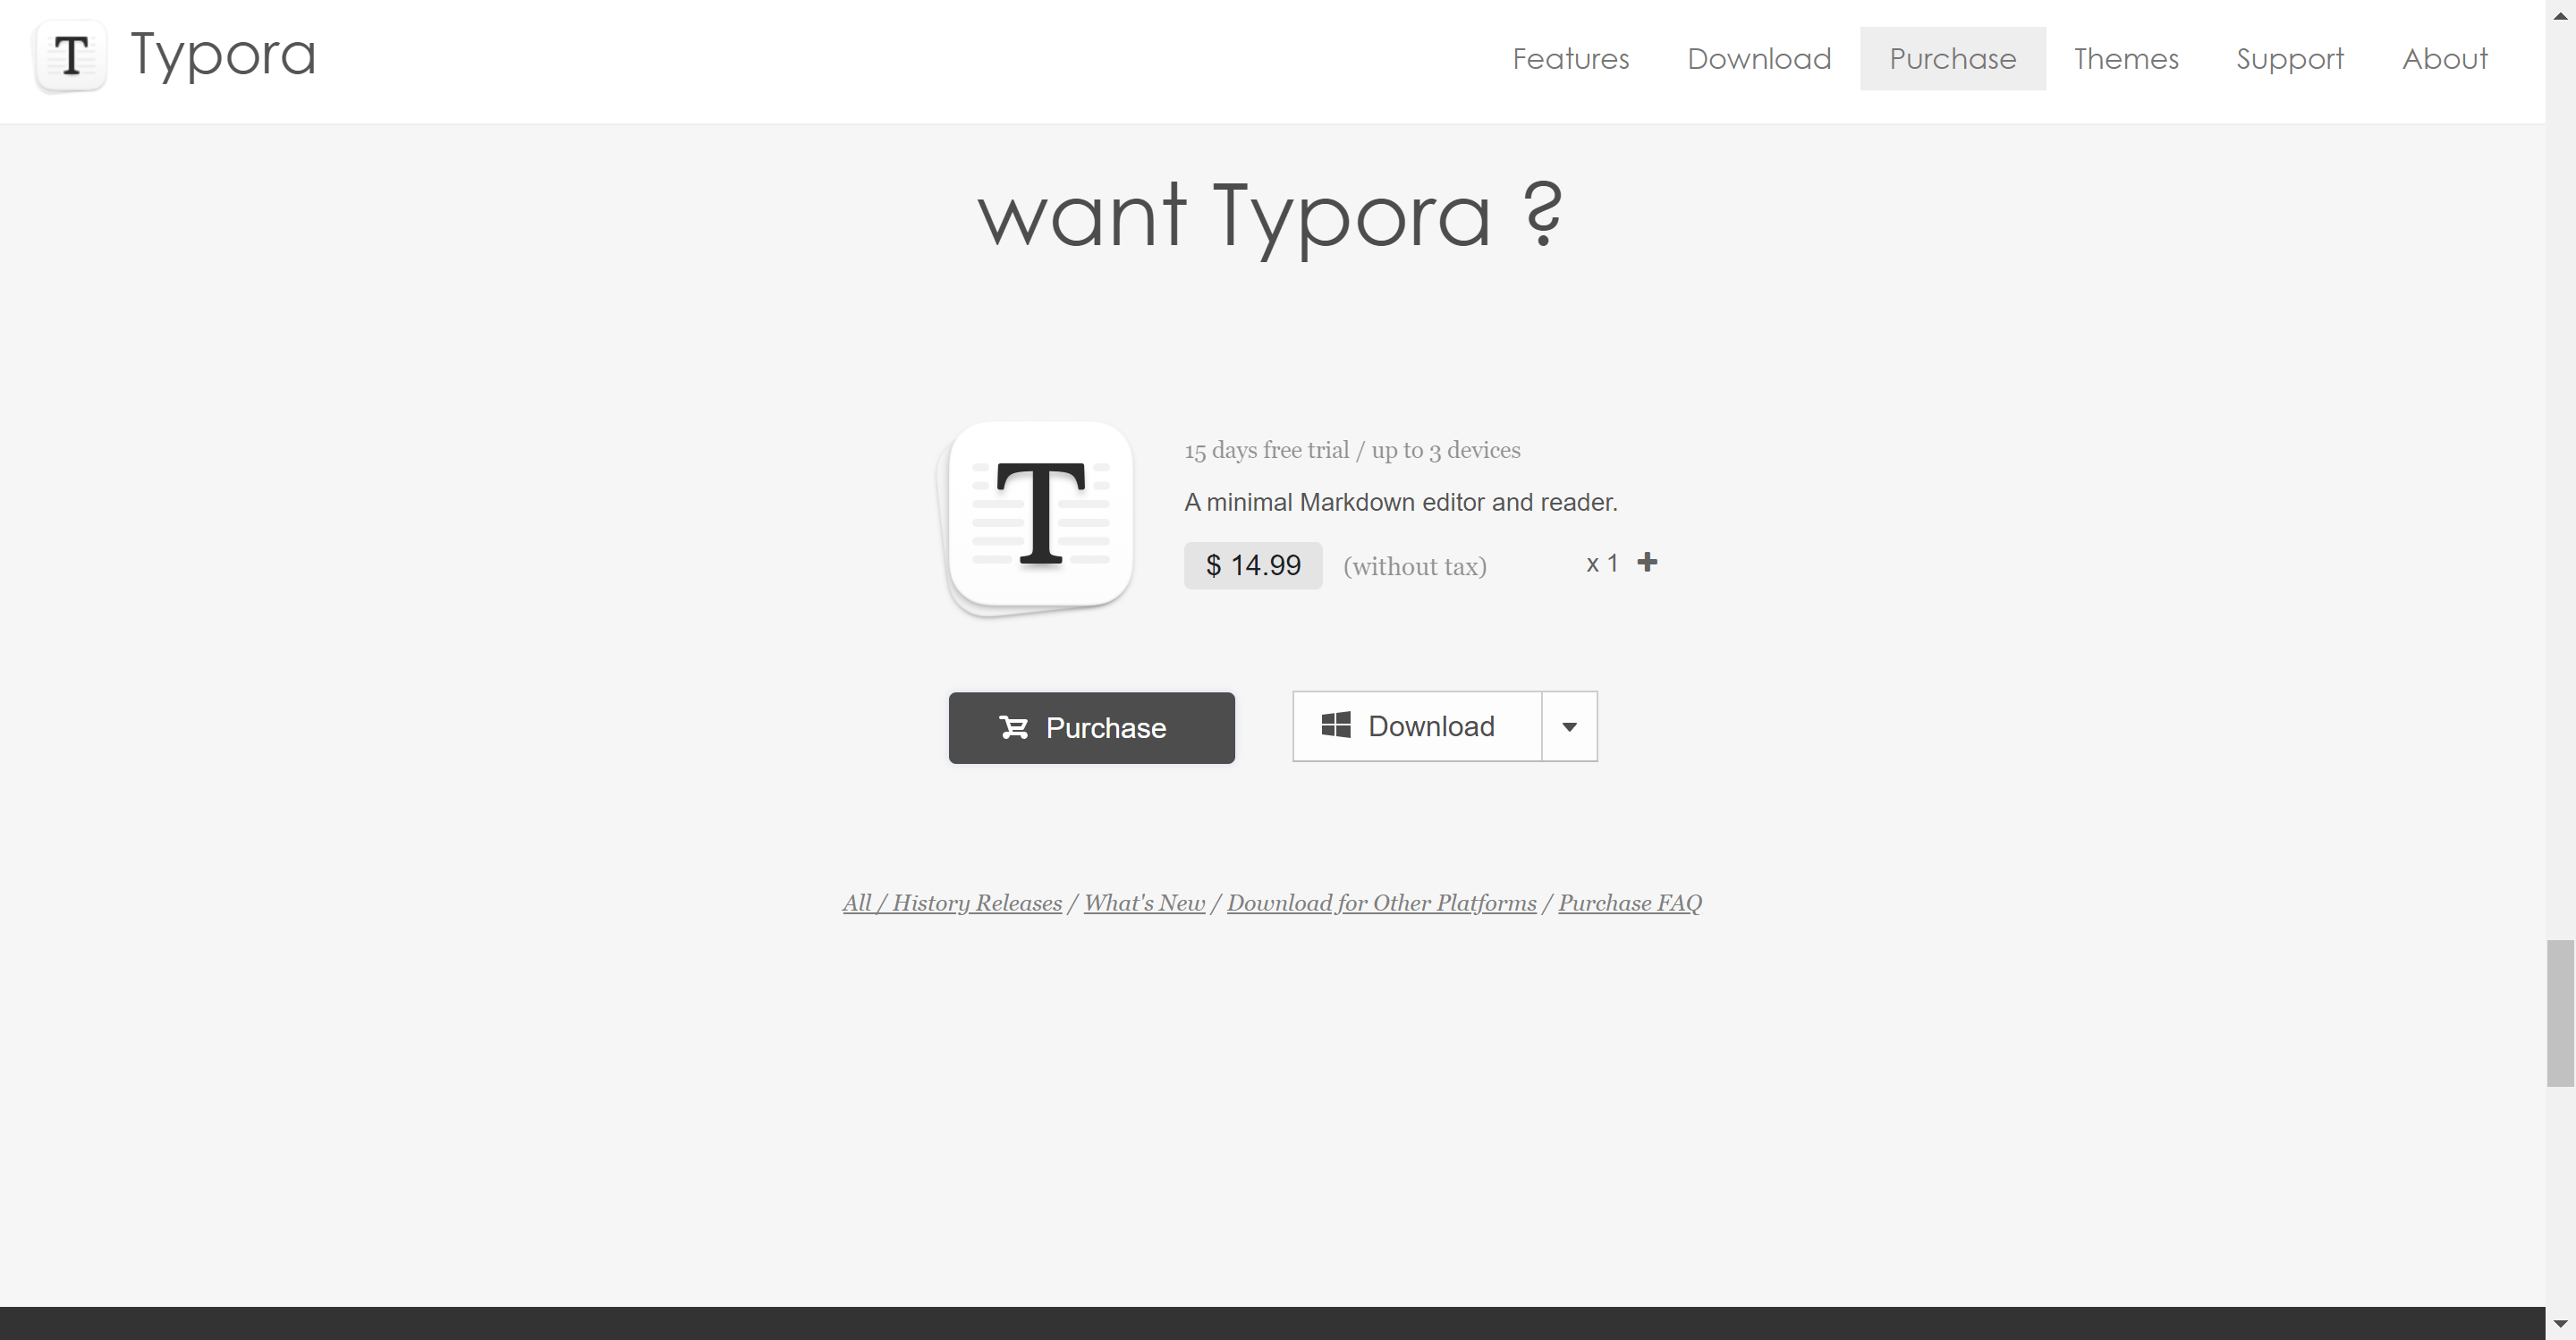 T Typora
Features Download Purchase Themes Support About
want Typora ?
T
15 days free trial / up to 3 devices
A minimal Markdown editor and reader.
$ 14.99 (without tax) x 1
Purchase Download
All / History Releases / What's New / Download for Other Platforms / Purchase FAQ